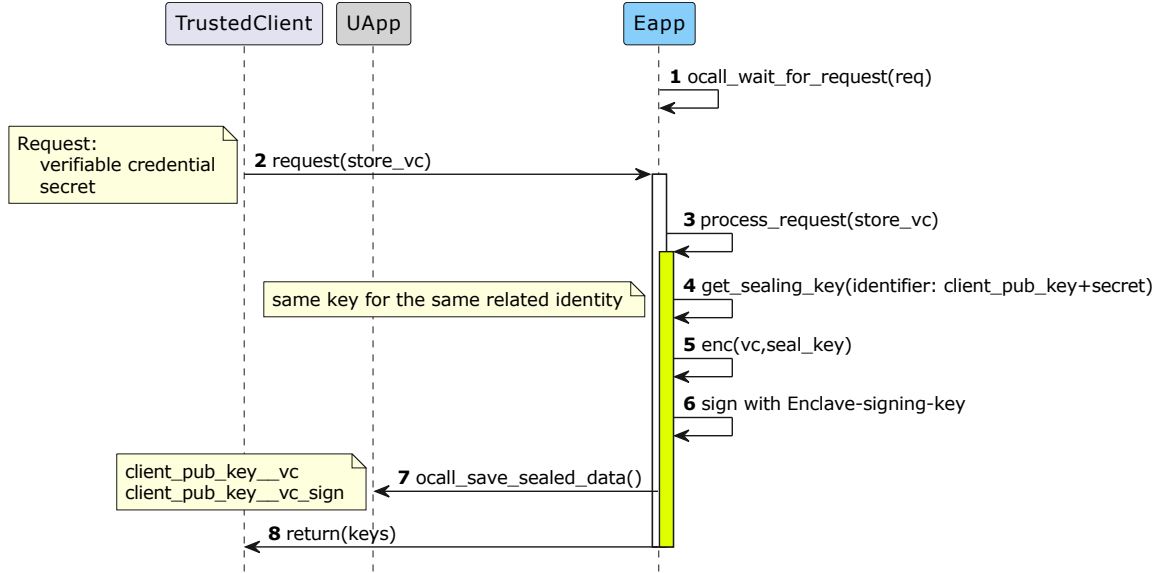 TrustedClient
UApp
Eapp
1 ocall_wait_for_request(req)
Request:
verifiable credential
secret
2 request(store_vc)
3 process_request(store_vc)
4 get_sealing_key(identifier: client_pub_key+secret)
same key for the same related identity
5 enc(vc,seal_key)
6 sign with Enclave-signing-key
client_pub_key__vc
client_pub_key__vc_sign
7 ocall_save_sealed_data()
8 return(keys)